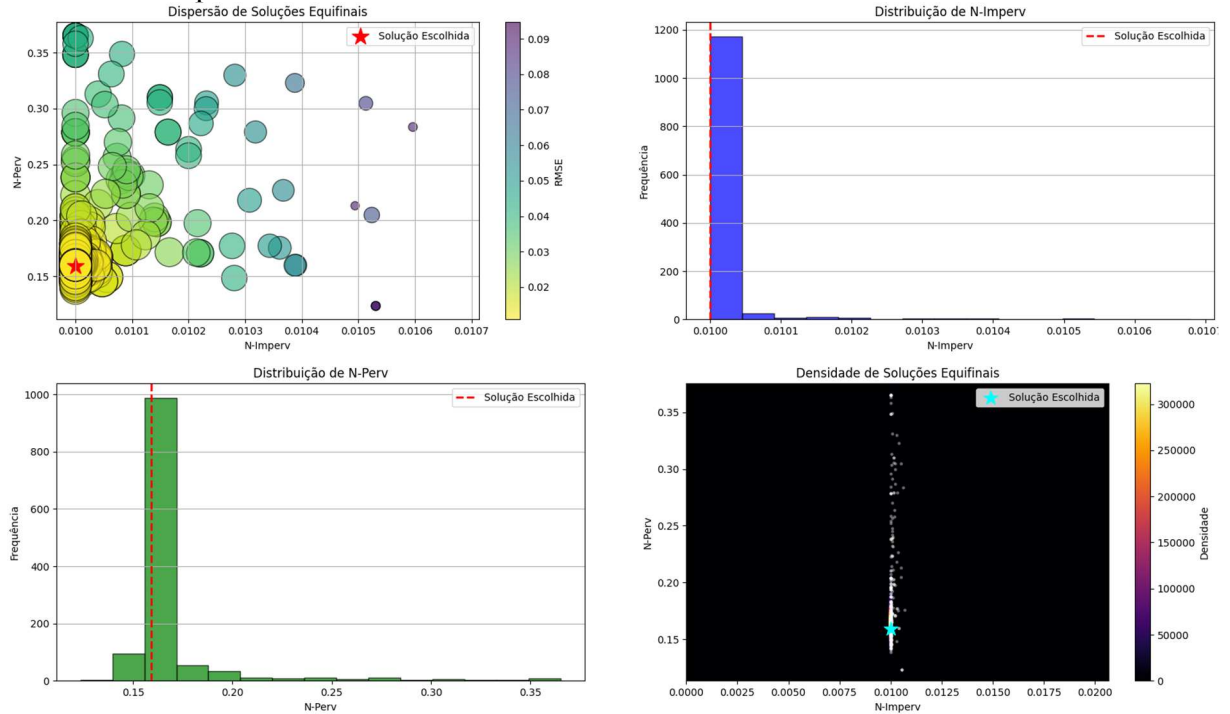 Dispersão de Soluções Equifinais
Solução Escolhida
N-Perv
0.35
0.30
0.25
0.20
0.15
0.0100 0.0101 0.0102 0.0103 0.0104 0.0105 0.0106 0.0107
N-Imperv
0.09
0.08
0.07
0.06
0.05
0.04
0.03
0.02
RMSE
Distribuição de N-Imperv
Solução Escolhida
Frequência
1200
1000
800
600
400
200
0
0.0100 0.0101 0.0102 0.0103 0.0104 0.0105 0.0106
N-Imperv
Distribuição de N-Perv
Solução Escolhida
Frequência
1000
800
600
400
200
0
0.15 0.20 0.25 0.30 0.35
N-Perv
Densidade de Soluções Equifinais
Solução Escolhida
N-Perv
0.35
0.30
0.25
0.20
0.15
0.0000 0.0025 0.0050 0.0075 0.0100 0.0125 0.0150 0.0175 0.0200
N-Imperv
300000
250000
200000
150000
100000
50000
0
Densidade